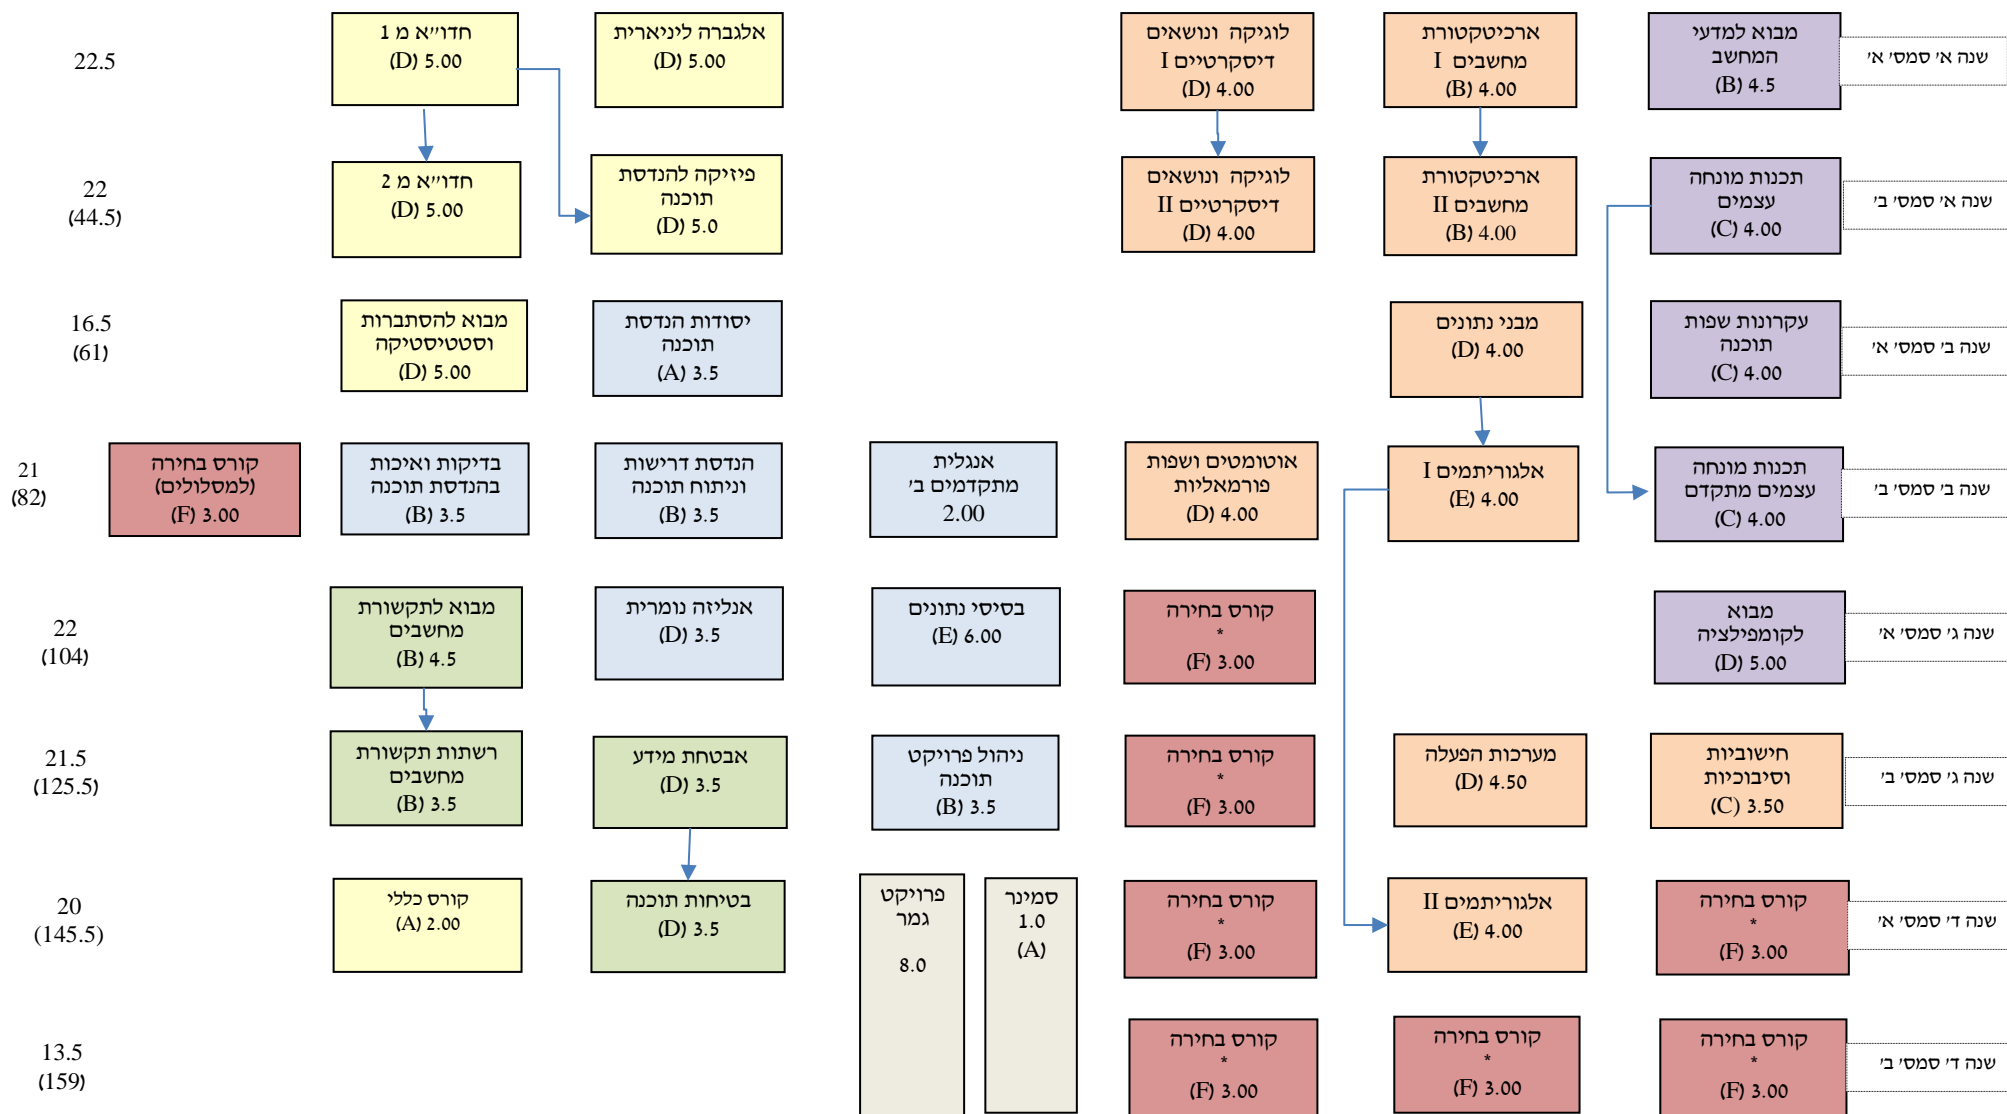 שנה א' סמס' א'
מבוא למדעי
המחשב
(B) 4.5
ארכיטקטורת
מחשבים I
(B) 4.00
לוגיקה ונושאים
דיסקרטיים I
(D) 4.00
אלגברה ליניארית
(D) 5.00
חדו"א מ 1
(D) 5.00
22.5
שנה א' סמס' ב'
תכנות מונחה
עצמים
(C) 4.00
ארכיטקטורת
מחשבים II
(B) 4.00
לוגיקה ונושאים
דיסקרטיים II
(D) 4.00
פיזיקה להנדסת
תוכנה
(D) 5.0
חדו"א מ 2
(D) 5.00
22
(44.5)
שנה ב' סמס' א'
עקרונות שפות
תוכנה
(C) 4.00
מבני נתונים
(D) 4.00
יסודות הנדסת
תוכנה
(A) 3.5
מבוא להסתברות
וסטטיסטיקה
(D) 5.00
16.5
(61)
שנה ב' סמס' ב'
תכנות מונחה
עצמים מתקדם
(C) 4.00
אלגוריתמים I
(E) 4.00
אוטומטים ושפות
פורמאליות
(D) 4.00
אנגלית
מתקדמים ב'
2.00
הנדסת דרישות
וניתוח תוכנה
(B) 3.5
בדיקות ואיכות
בהנדסת תוכנה
(B) 3.5
קורס בחירה
(למסלולים)
(F) 3.00
21
(82)
שנה ג' סמס' א'
מבוא
לקומפילציה
(D) 5.00
קורס בחירה
*
(F) 3.00
בסיסי נתונים
(E) 6.00
אנליזה נומרית
(D) 3.5
מבוא לתקשורת
מחשבים
(B) 4.5
22
(104)
שנה ג' סמס' ב'
חישוביות
וסיבוכיות
(C) 3.50
מערכות הפעלה
(D) 4.50
קורס בחירה
*
(F) 3.00
ניהול פרויקט
תוכנה
(B) 3.5
אבטחת מידע
(D) 3.5
רשתות תקשורת
מחשבים
(B) 3.5
21.5
(125.5)
שנה ד' סמס' א'
קורס בחירה
*
(F) 3.00
אלגוריתמים II
(E) 4.00
קורס בחירה
*
(F) 3.00
סמינר
1.0
(A)
פרויקט
גמר
8.0
בטיחות תוכנה
(D) 3.5
קורס כללי
(A) 2.00
20
(145.5)
שנה ד' סמס' ב'
קורס בחירה
*
(F) 3.00
קורס בחירה
*
(F) 3.00
קורס בחירה
*
(F) 3.00
13.5
(159)